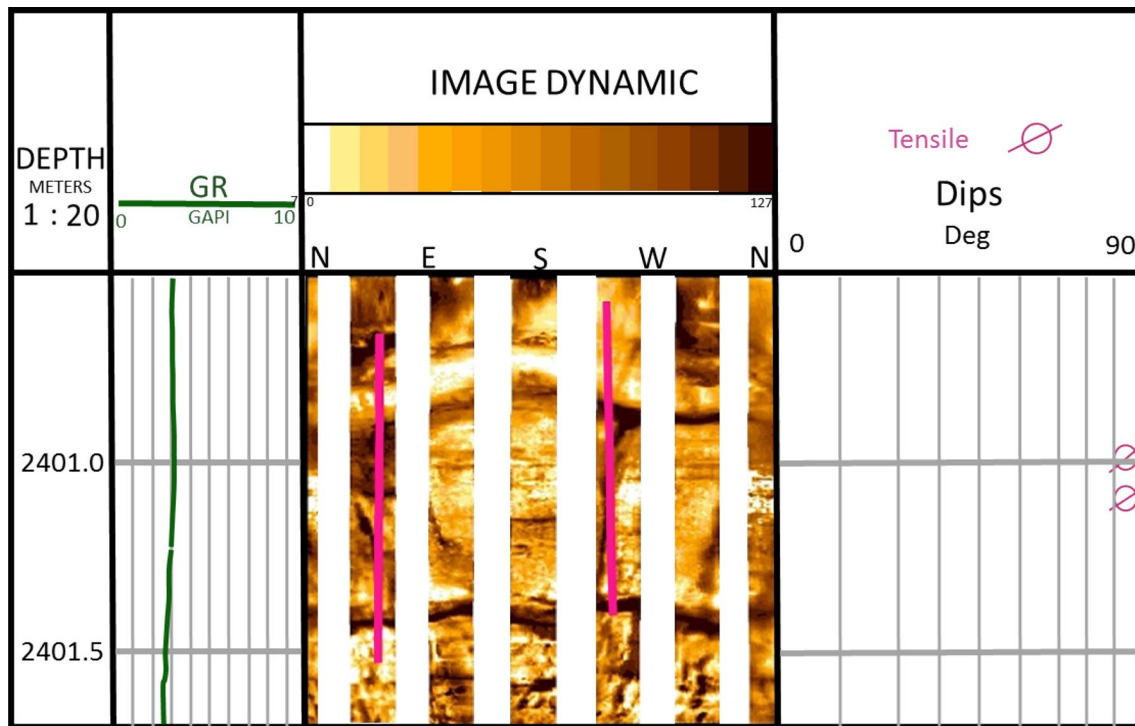 DEPTH
METERS
1 : 20
GR
0 GAPI 10
7
IMAGE DYNAMIC
0 127
N E S W N
Tensile
Dips
Deg
0 90
2401.0
2401.5